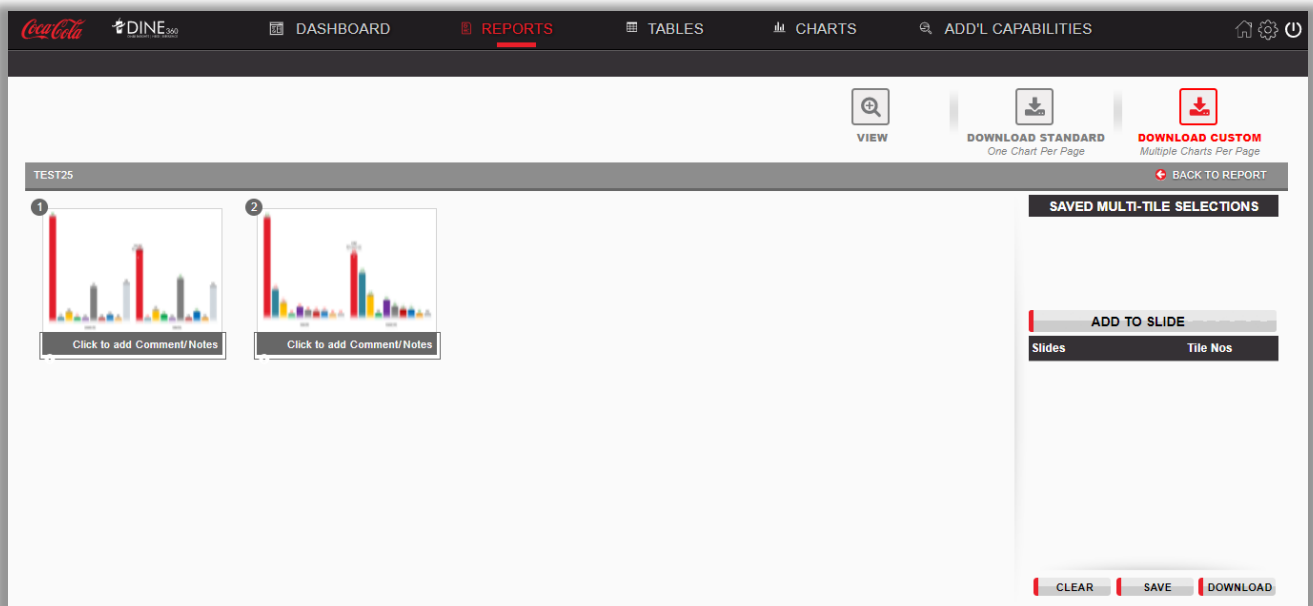 Coca-Cola DINE360 DASHBOARD REPORTS TABLES CHARTS ADD'L CAPABILITIES
VIEW DOWNLOAD STANDARD DOWNLOAD CUSTOM
One Chart Per Page Multiple Charts Per Page
TEST25 BACK TO REPORT
1 2 SAVED MULTI-TILE SELECTIONS
ADD TO SLIDE
Click to add Comment/Notes Click to add Comment/Notes Slides Tile Nos
CLEAR SAVE DOWNLOAD